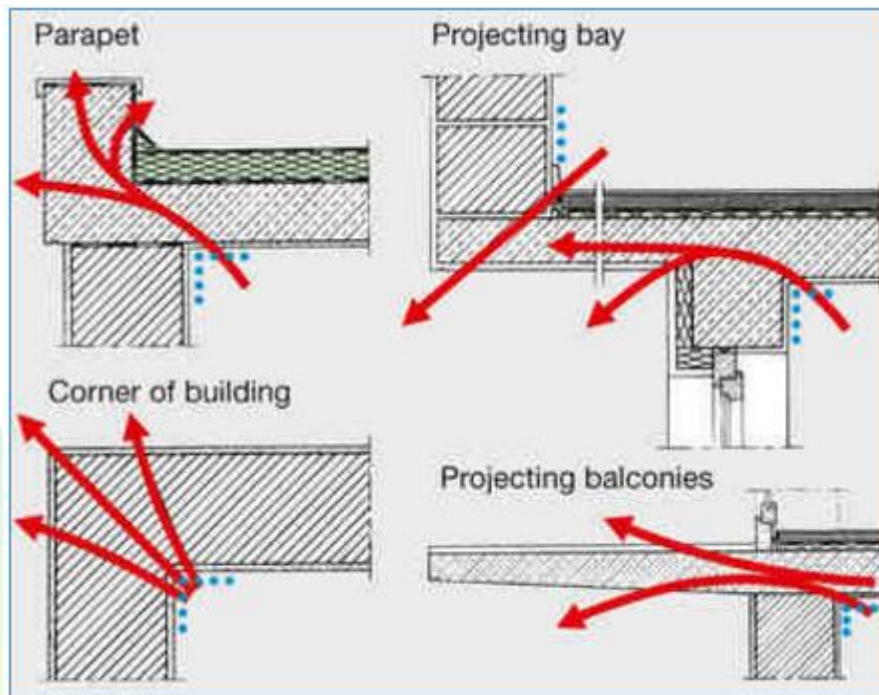 Parapet
Projecting bay
Corner of building
Projecting balconies